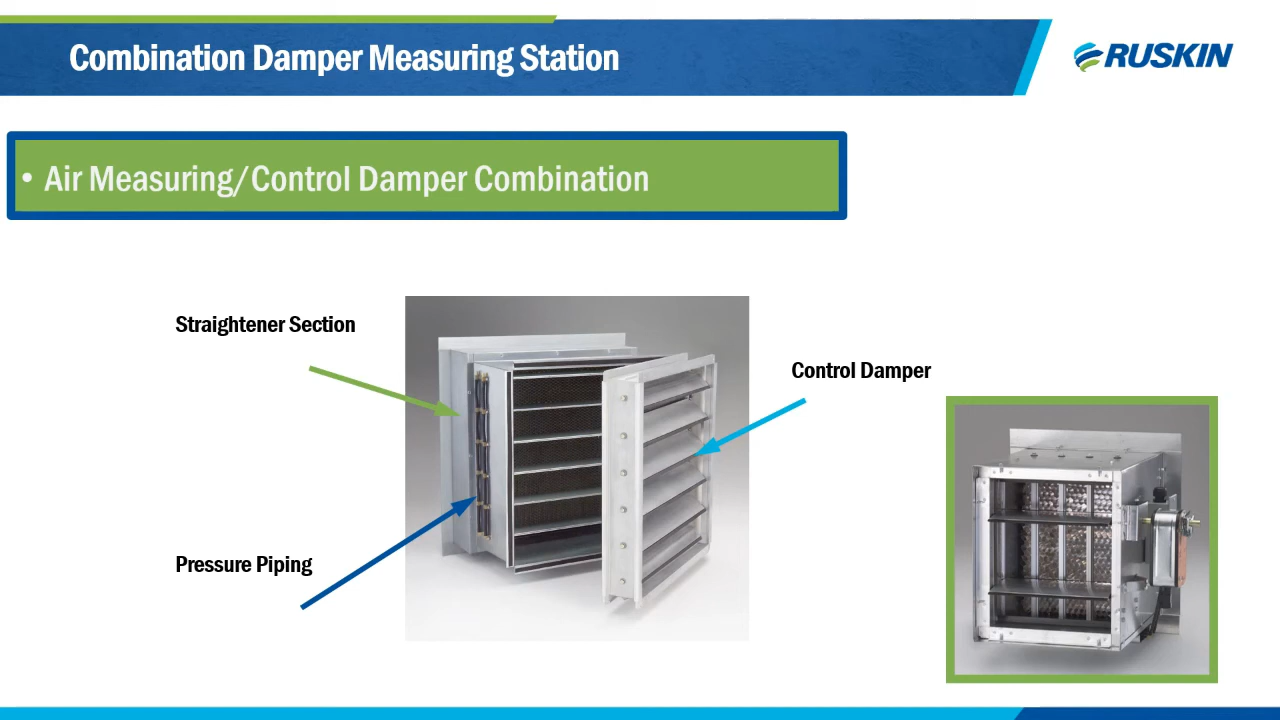 Combination Damper Measuring Station
RUSKIN
• Air Measuring/Control Damper Combination
Straightener Section
Control Damper
Pressure Piping